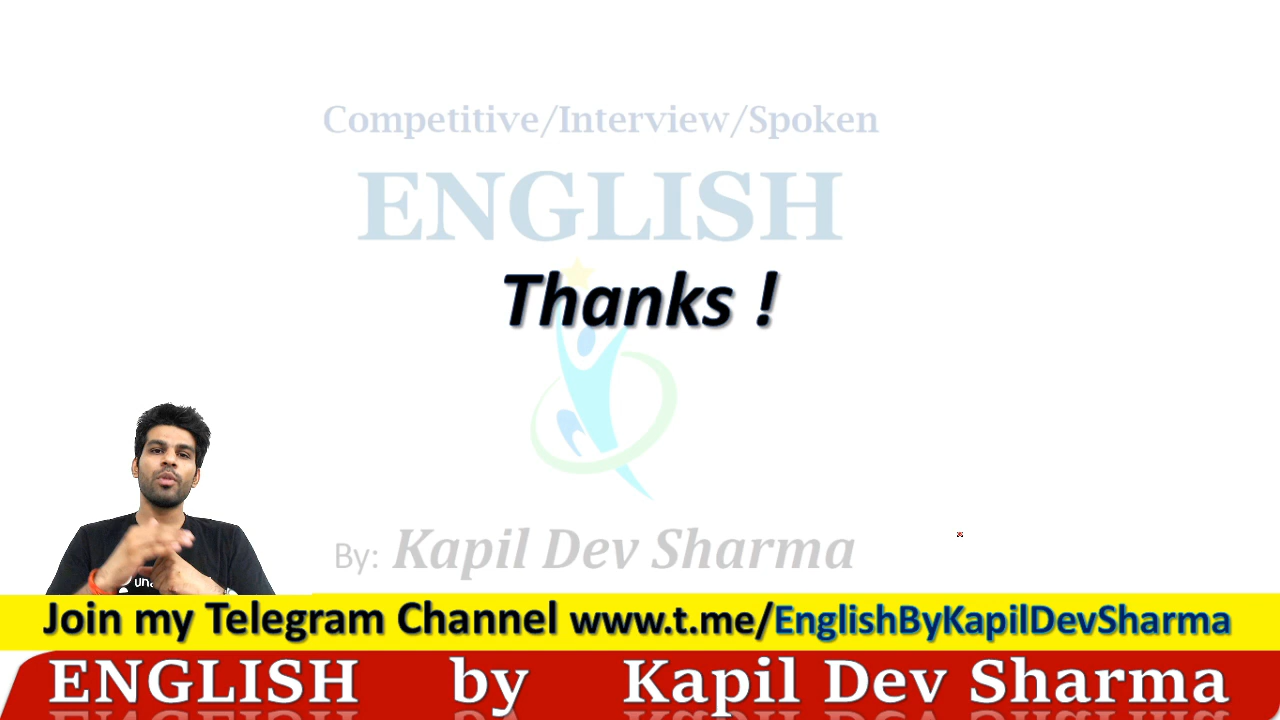 Competitive/Interview/Spoken
ENGLISH
Thanks !
By: Kapil Dev Sharma
Join my Telegram Channel www.t.me/EnglishByKapilDevSharma
ENGLISH by Kapil Dev Sharma